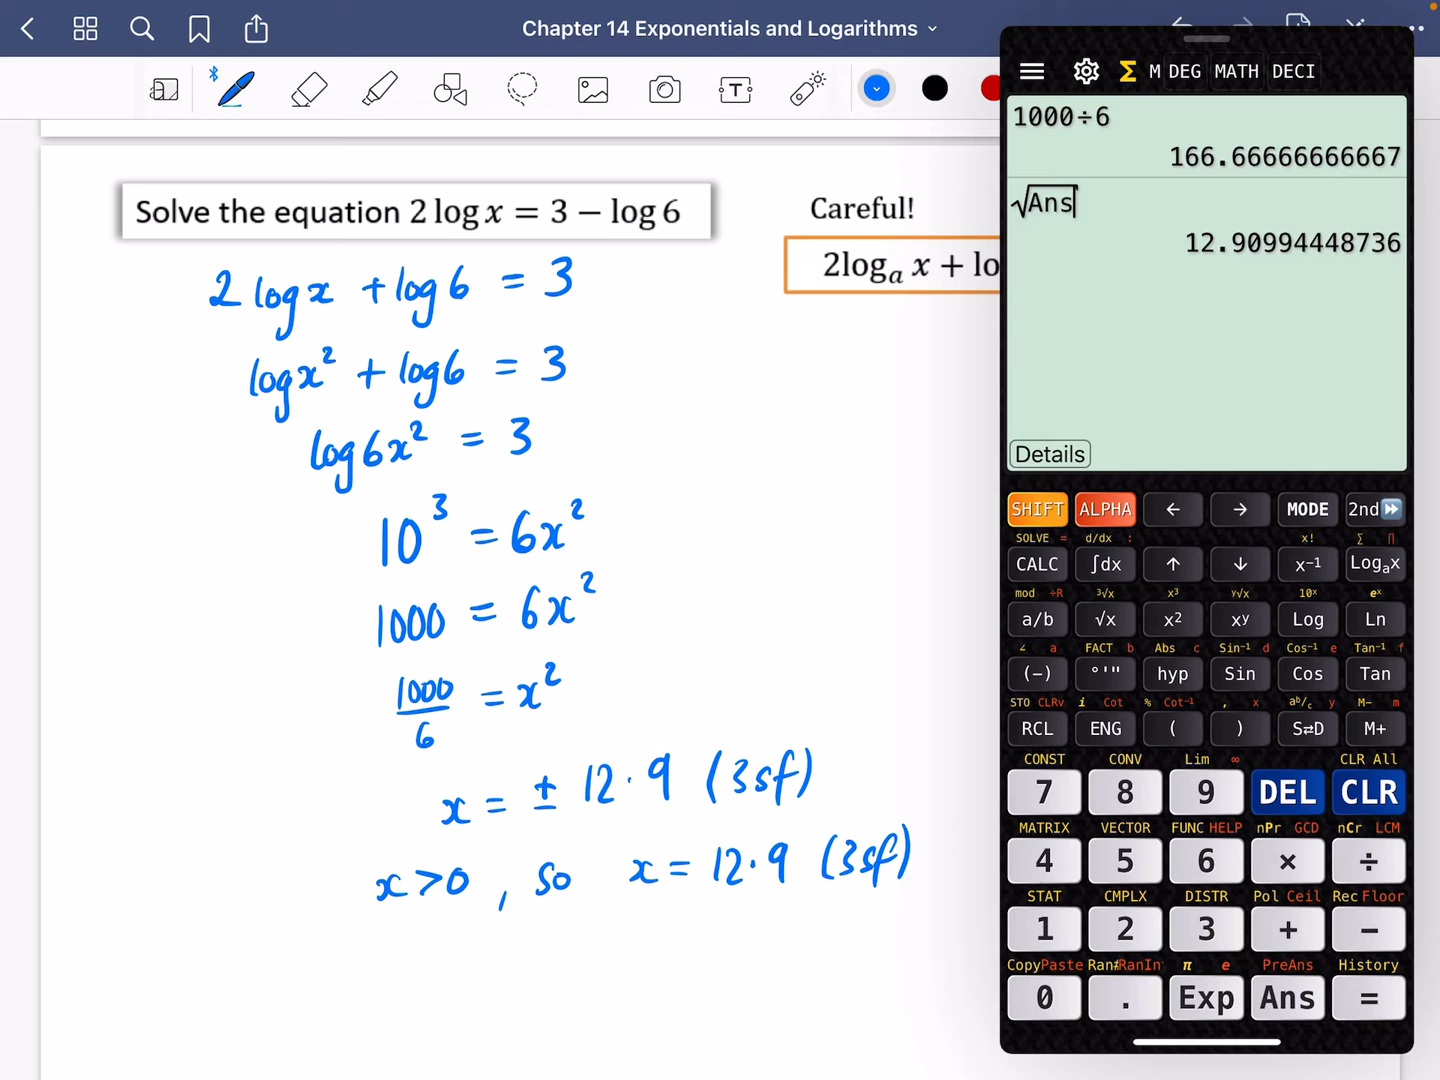 Chapter 14 Exponentials and Logarithms
T
Solve the equation 2 log x = 3 − log 6
Careful!
2logₐ x + lo
2 log x + log 6 = 3
log x² + log 6 = 3
log 6x² = 3
10³ = 6x²
1000 = 6x²
1000/6 = x²
x = ± 12.9 (3sf)
x > 0, so x = 12.9 (3sf)
Σ M DEG MATH DECI
1000÷6
166.66666666667
√Ans
12.90994448736
Details
SHIFT ALPHA ← → MODE 2nd
SOLVE = d/dx : x! ∑ ∏
CALC ∫dx ↑ ↓ x⁻¹ Logₐx
mod ÷R ³√x x³ y√x 10ˣ eˣ
a/b √x x² xʸ Log Ln
∠ a FACT b Abs c Sin⁻¹ d Cos⁻¹ e Tan⁻¹ f
(−) °'" hyp Sin Cos Tan
STO CLRv i Cot % Cot⁻¹ , x aᵇ/c y M− m
RCL ENG ( ) S⇄D M+
CONST CONV Lim ∞ CLR All
7 8 9 DEL CLR
MATRIX VECTOR FUNC HELP nPr GCD nCr LCM
4 5 6 × ÷
STAT CMPLX DISTR Pol Ceil Rec Floor
1 2 3 + −
Copy Paste Ran# RanIn π e PreAns History
0 . Exp Ans =